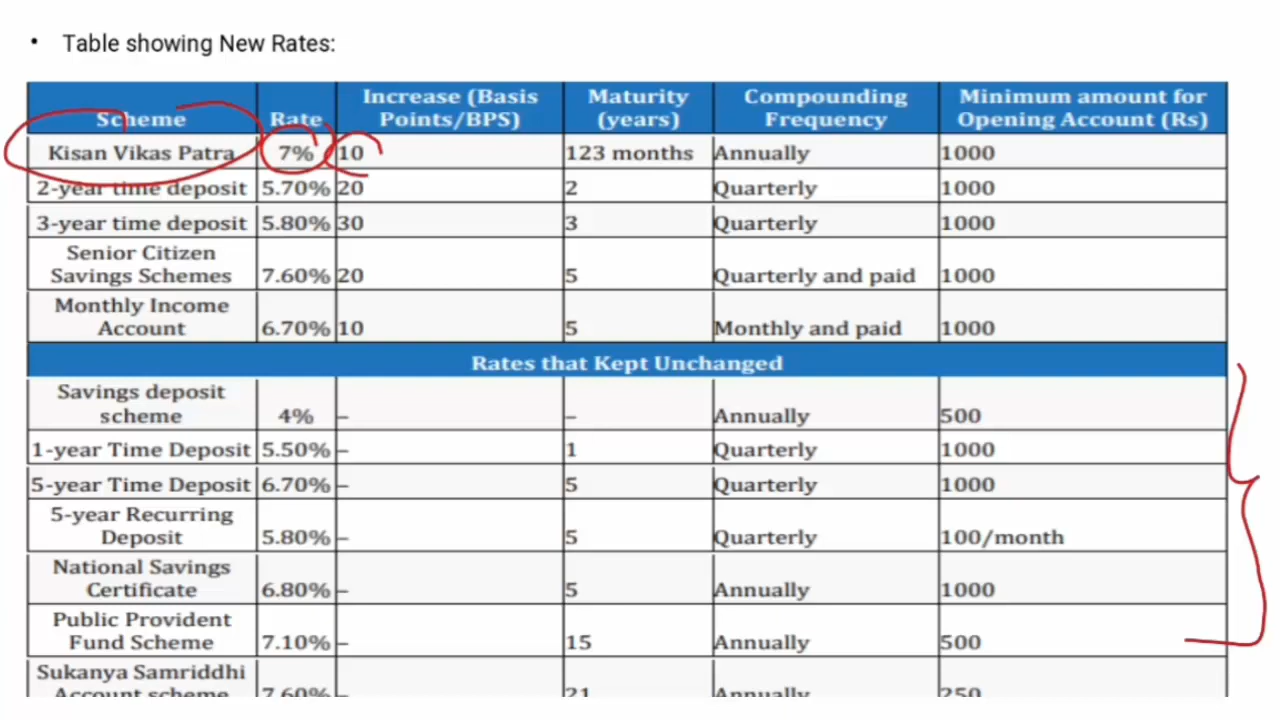 • Table showing New Rates:
Scheme Rate Increase (Basis Points/BPS) Maturity (years) Compounding Frequency Minimum amount for Opening Account (Rs)
Kisan Vikas Patra 7% 10 123 months Annually 1000
2-year time deposit 5.70% 20 2 Quarterly 1000
3-year time deposit 5.80% 30 3 Quarterly 1000
Senior Citizen Savings Schemes 7.60% 20 5 Quarterly and paid 1000
Monthly Income Account 6.70% 10 5 Monthly and paid 1000
Rates that Kept Unchanged
Savings deposit scheme 4% – – Annually 500
1-year Time Deposit 5.50% – 1 Quarterly 1000
5-year Time Deposit 6.70% – 5 Quarterly 1000
5-year Recurring Deposit 5.80% – 5 Quarterly 100/month
National Savings Certificate 6.80% – 5 Annually 1000
Public Provident Fund Scheme 7.10% – 15 Annually 500
Sukanya Samriddhi Account scheme 7.60% – 21 Annually 250